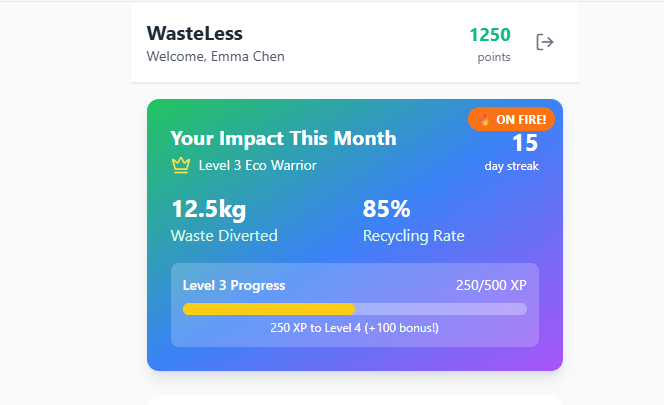 WasteLess
Welcome, Emma Chen
1250
points
🔥 ON FIRE!
Your Impact This Month
Level 3 Eco Warrior
15
day streak
12.5kg
Waste Diverted
85%
Recycling Rate
Level 3 Progress
250/500 XP
250 XP to Level 4 (+100 bonus!)